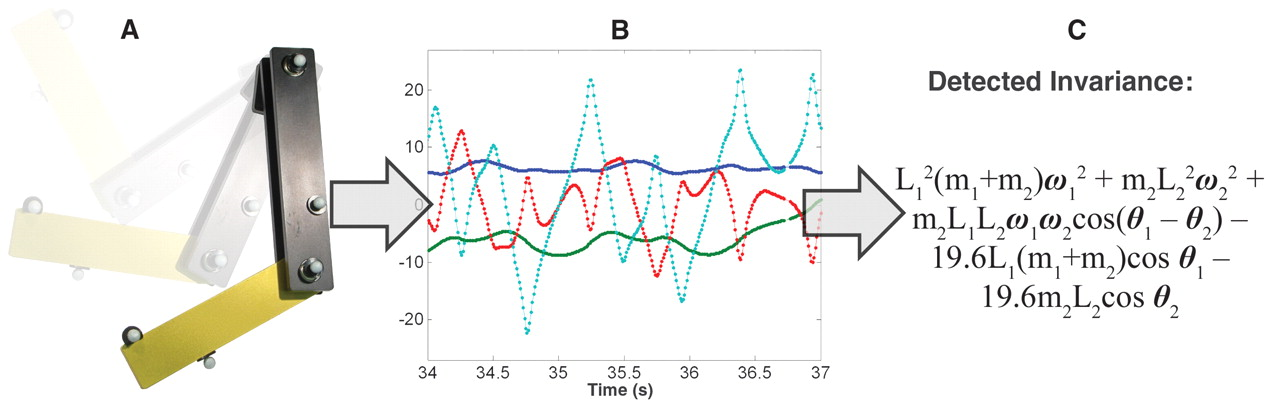 A
B
C
Detected Invariance:
20
10
0
-10
-20
34
34.5
35
35.5
36
36.5
37
Time (s)
L₁²(m₁+m₂)ω₁² + m₂L₂²ω₂² +
m₂L₁L₂ω₁ω₂cos(θ₁ – θ₂) –
19.6L₁(m₁+m₂)cos θ₁ –
19.6m₂L₂cos θ₂